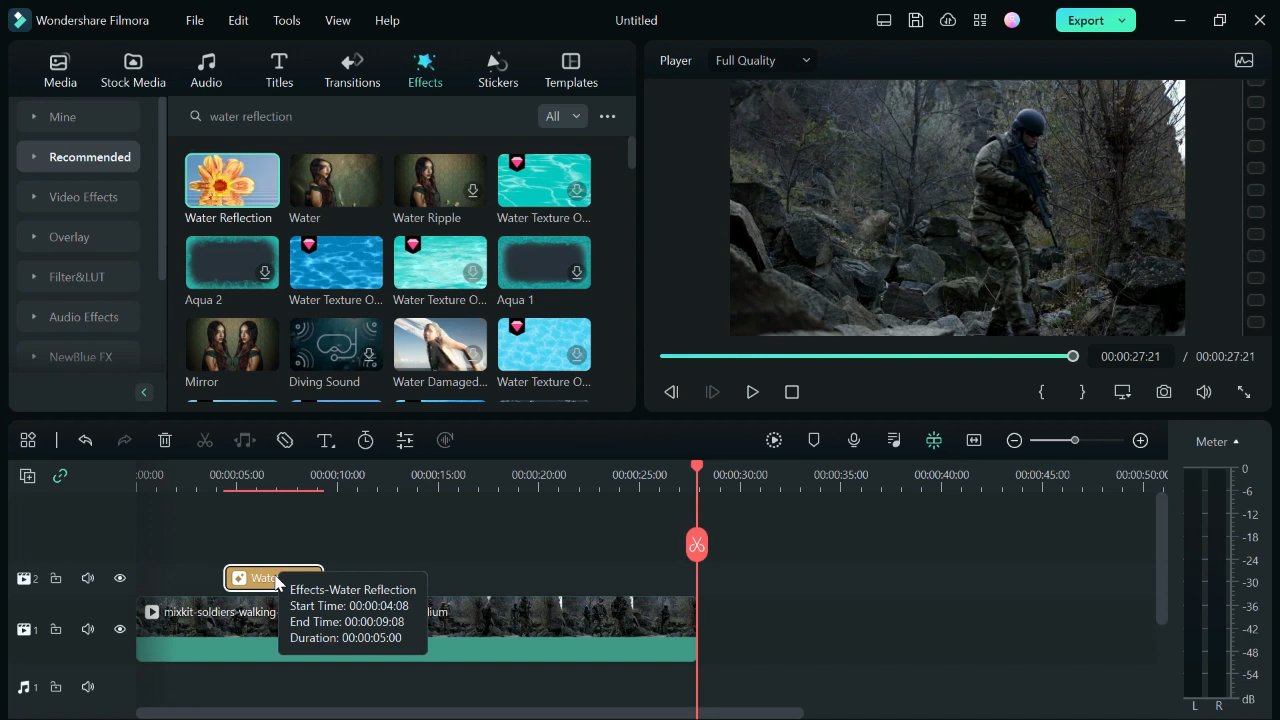 Wondershare Filmora
File
Edit
Tools
View
Help
Untitled
Export
Media
Stock Media
Audio
Titles
Transitions
Effects
Stickers
Templates
Player
Full Quality
Mine
Recommended
Video Effects
Overlay
Filter&LUT
Audio Effects
NewBlue FX
water reflection
All
Water Reflection
Water
Water Ripple
Water Texture O...
Aqua 2
Water Texture O...
Water Texture O...
Aqua 1
Mirror
Diving Sound
Water Damaged...
Water Texture O...
00:00:27:21
/ 00:00:27:21
Meter
:00:00
00:00:05:00
00:00:10:00
00:00:15:00
00:00:20:00
00:00:25:00
00:00:30:00
00:00:35:00
00:00:40:00
00:00:45:00
00:00:50:0
2
Wate
Effects-Water Reflection
Start Time: 00:00:04:08
End Time: 00:00:09:08
Duration: 00:00:05:00
1
mixkit-soldiers-walking
dium
1
0
-6
-12
-18
-24
-30
-36
-42
-48
-54
dB
L R